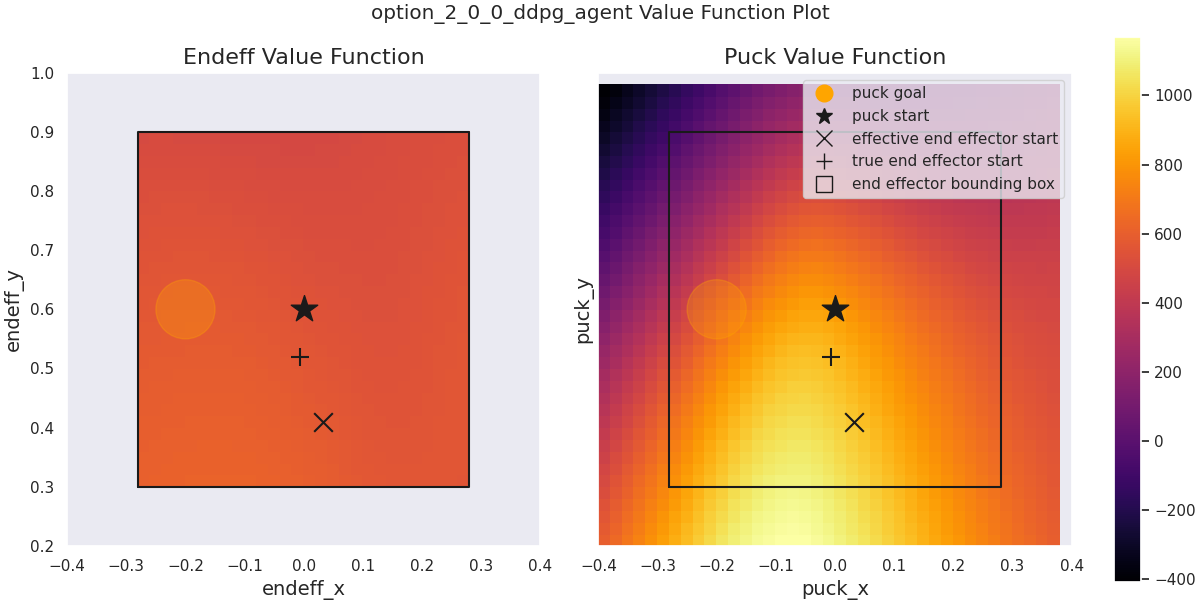 option_2_0_0_ddpg_agent Value Function Plot
Endeff Value Function
Puck Value Function
1.0
0.9
0.8
0.7
0.6
0.5
0.4
0.3
0.2
endeff_y
−0.4 −0.3 −0.2 −0.1 0.0 0.1 0.2 0.3 0.4
endeff_x
puck_y
puck goal
puck start
effective end effector start
true end effector start
end effector bounding box
−0.4 −0.3 −0.2 −0.1 0.0 0.1 0.2 0.3 0.4
puck_x
1000
800
600
400
200
0
−200
−400